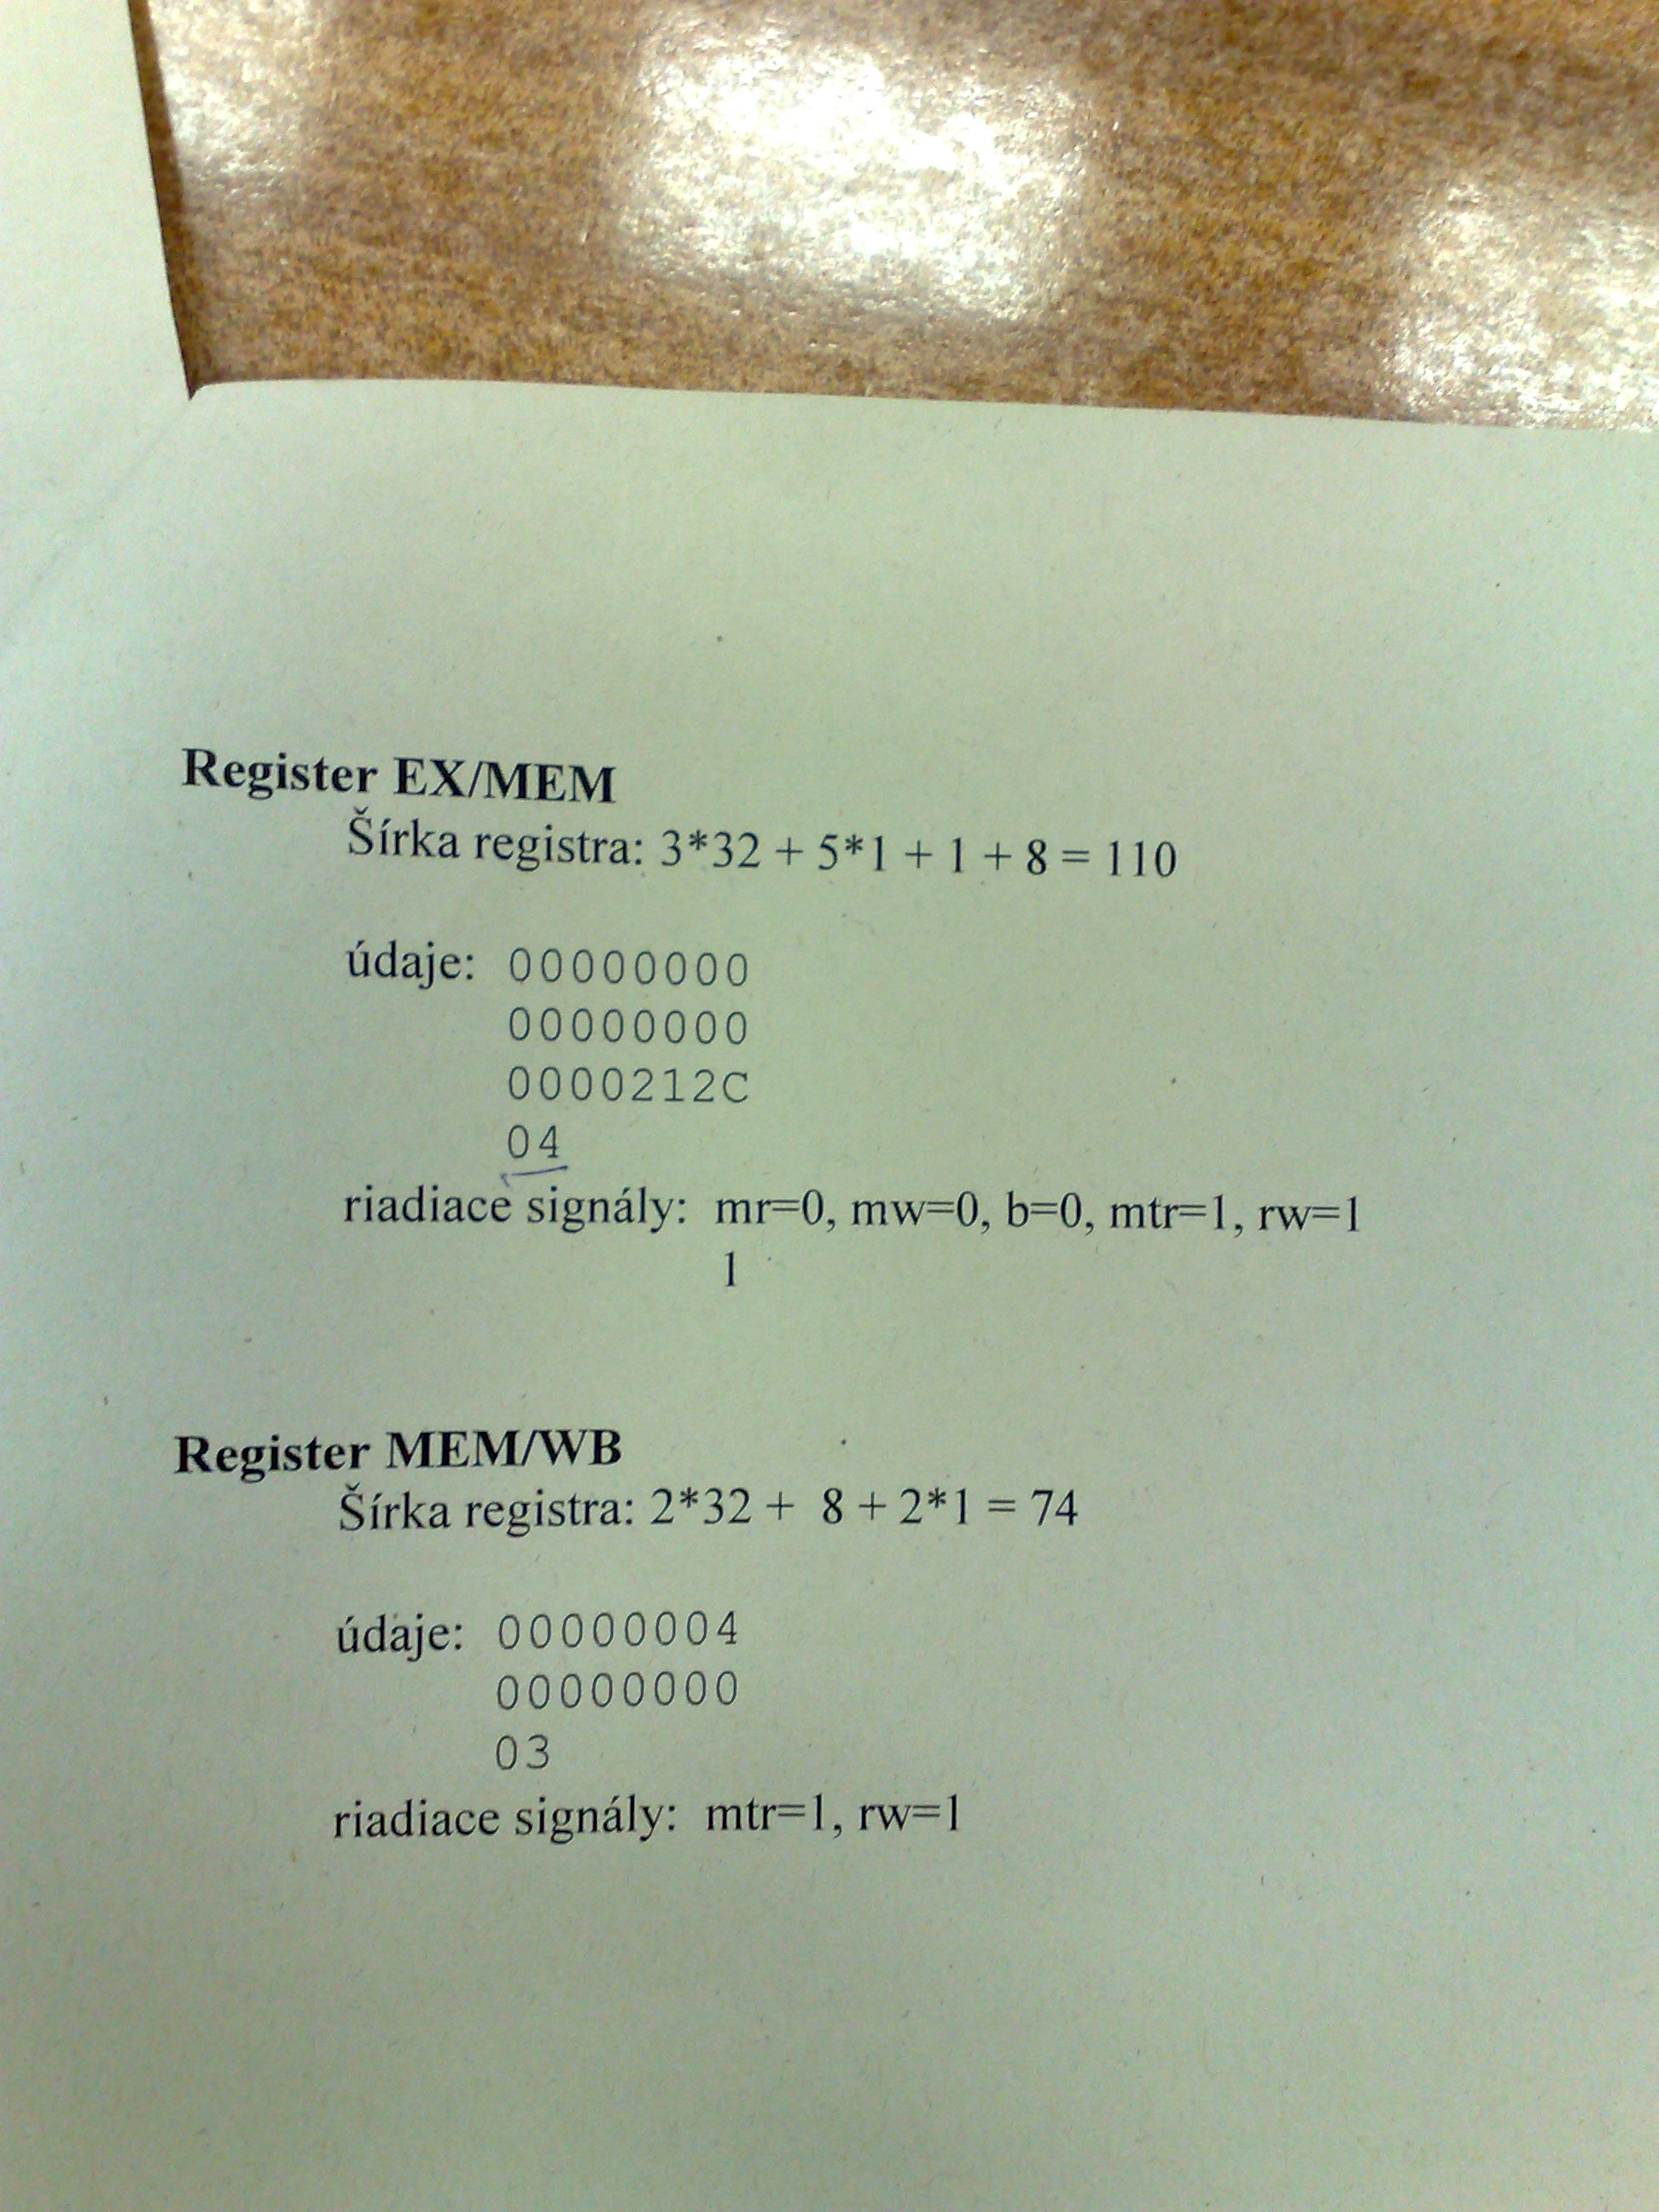 Register EX/MEM
Šírka registra: 3*32 + 5*1 + 1 + 8 = 110
údaje: 00000000
00000000
0000212C
04
riadiace signály: mr=0, mw=0, b=0, mtr=1, rw=1
1
Register MEM/WB
Šírka registra: 2*32 + 8 + 2*1 = 74
údaje: 00000004
00000000
03
riadiace signály: mtr=1, rw=1